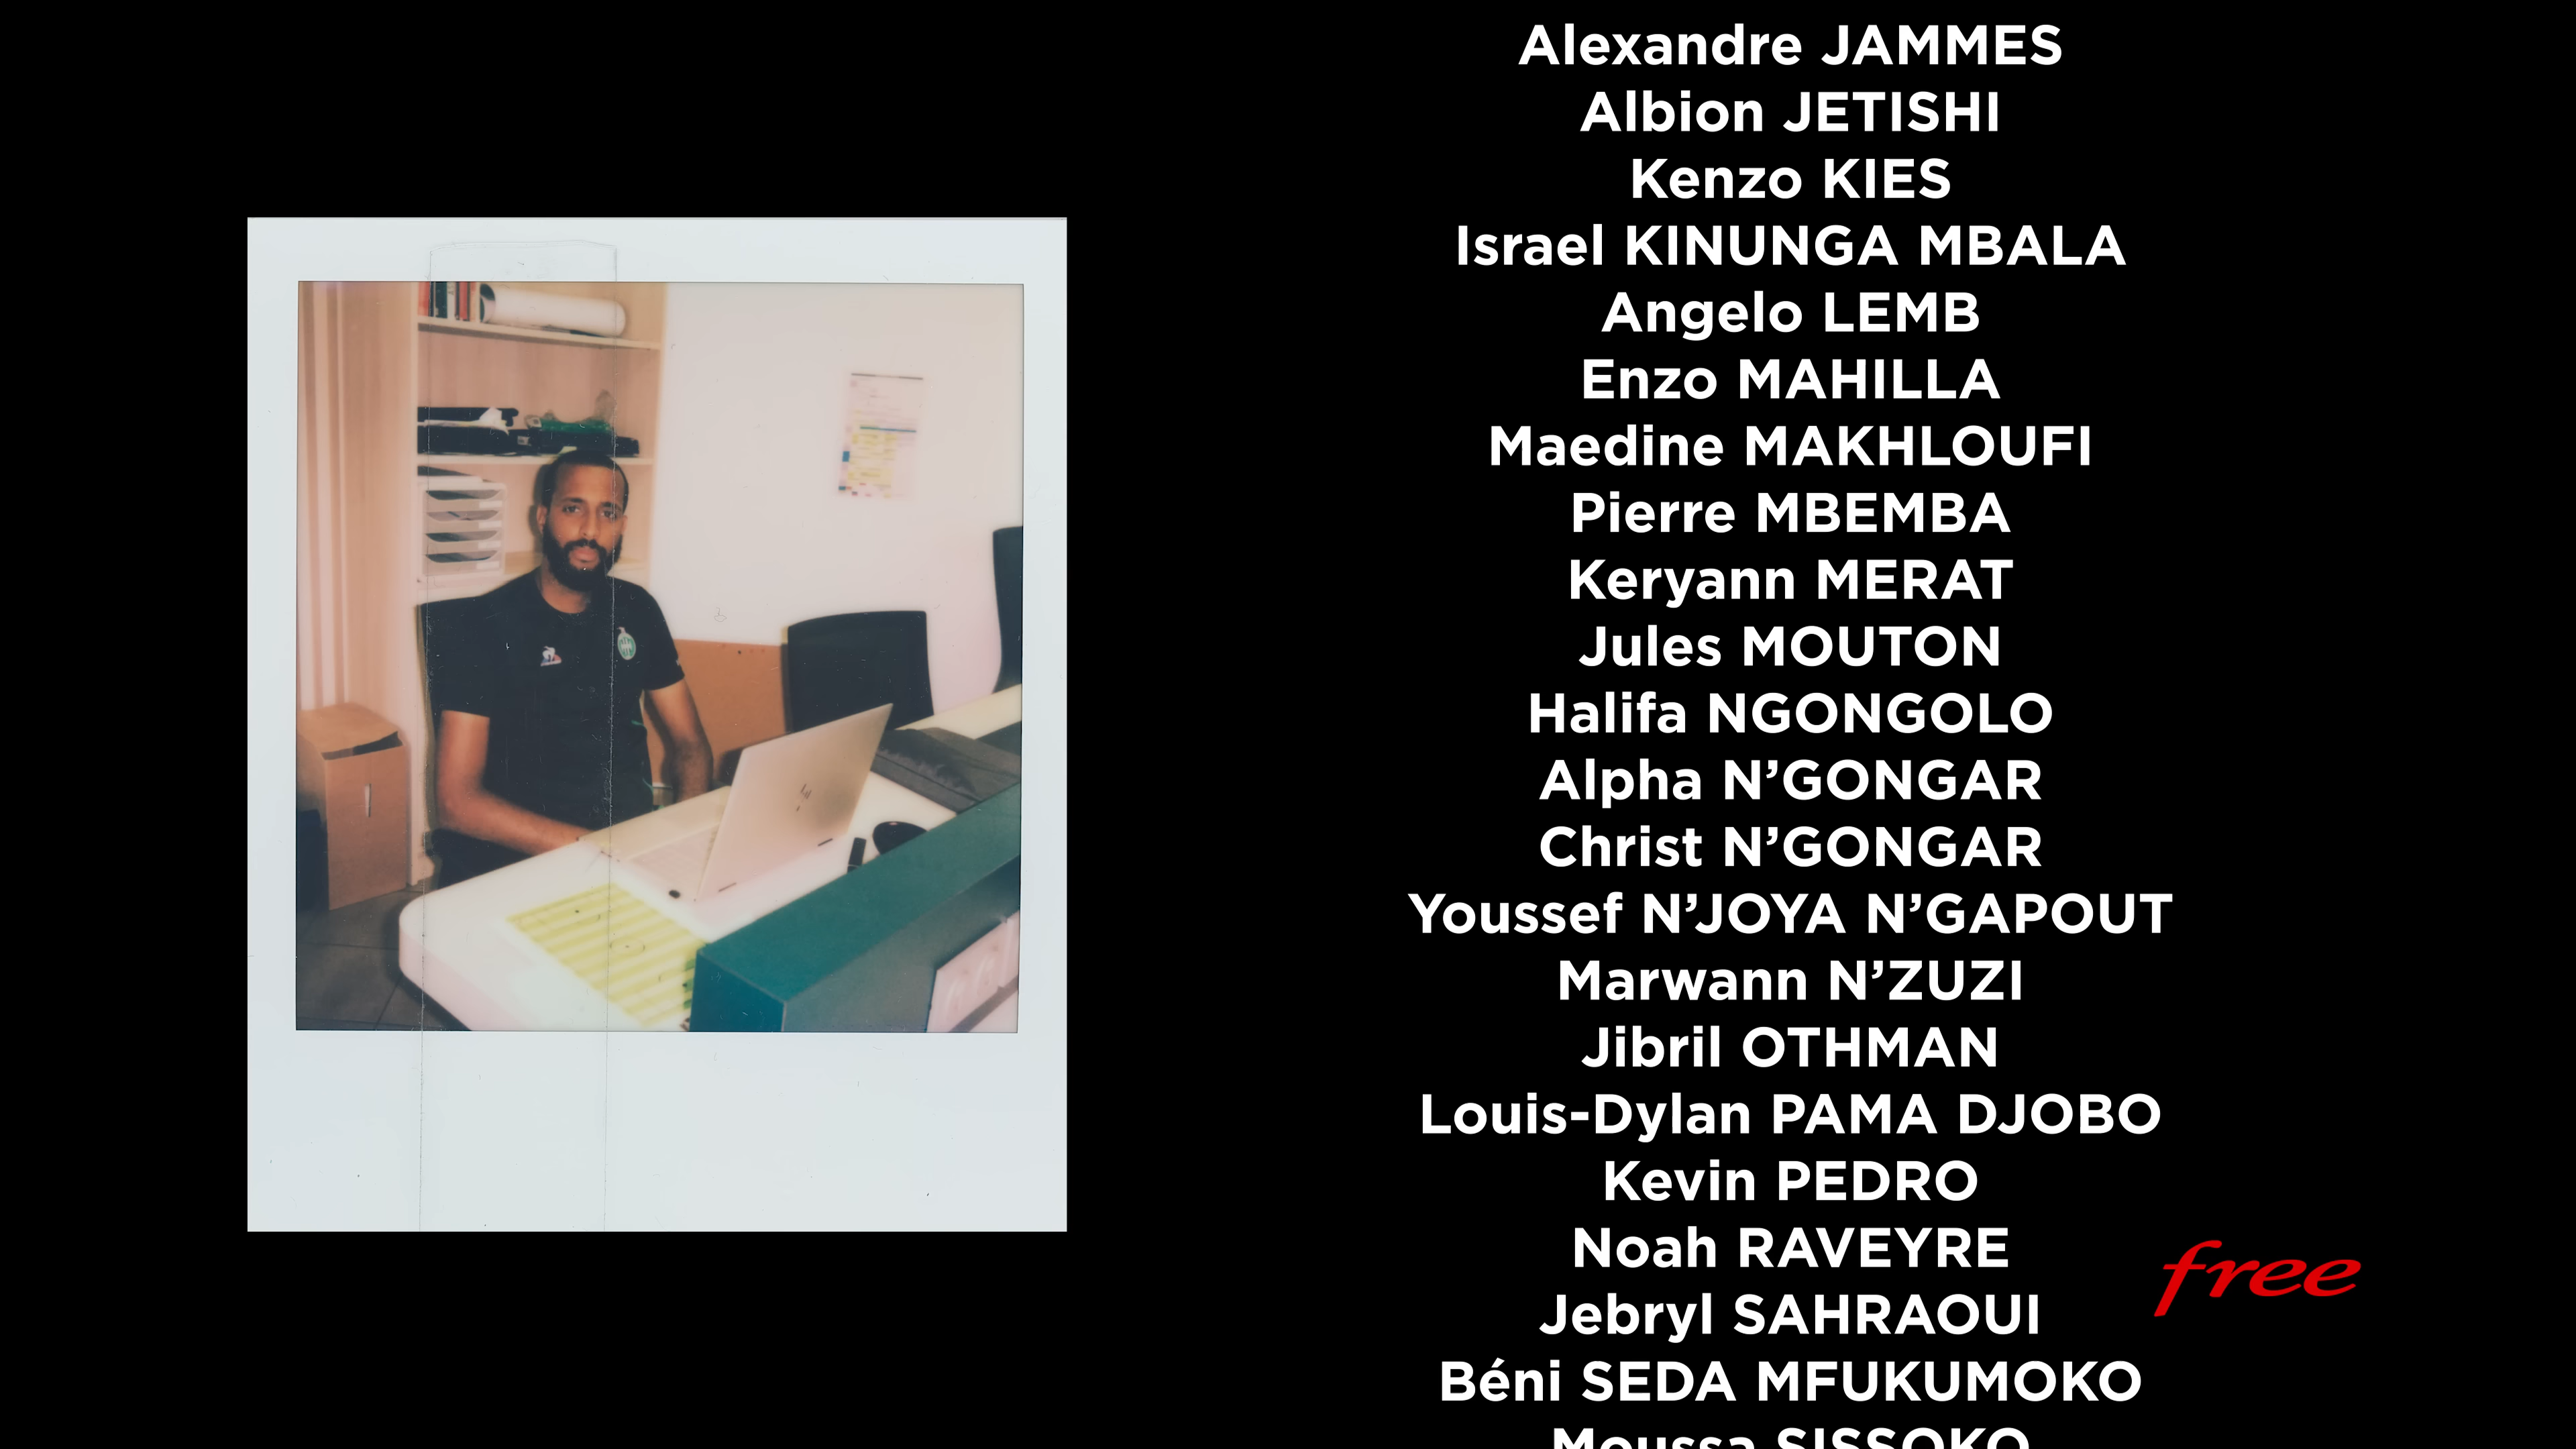 Alexandre JAMMES
Albion JETISHI
Kenzo KIES
Israel KINUNGA MBALA
Angelo LEMB
Enzo MAHILLA
Maedine MAKHLOUFI
Pierre MBEMBA
Keryann MERAT
Jules MOUTON
Halifa NGONGOLO
Alpha N’GONGAR
Christ N’GONGAR
Youssef N’JOYA N’GAPOUT
Marwann N’ZUZI
Jibril OTHMAN
Louis-Dylan PAMA DJOBO
Kevin PEDRO
Noah RAVEYRE
free
Jebryl SAHRAOUI
Béni SEDA MFUKUMOKO
Moussa SISSOKO